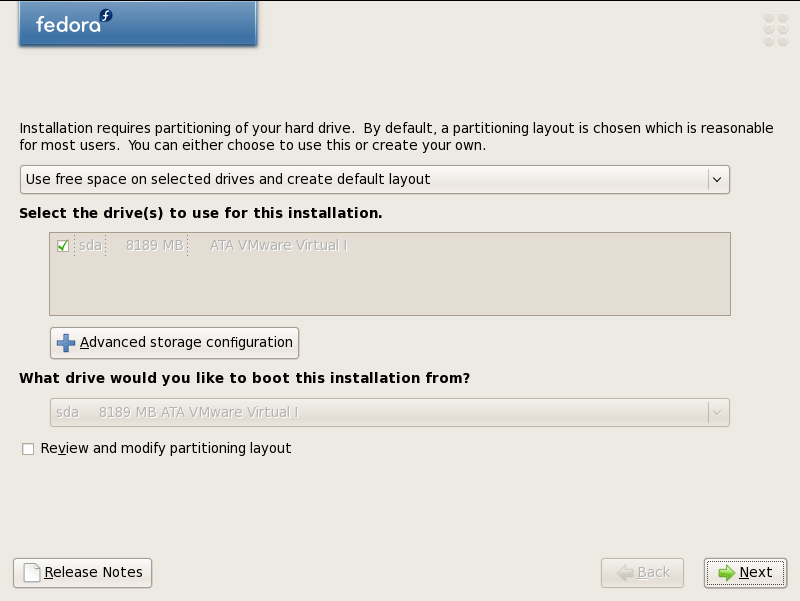 fedora
Installation requires partitioning of your hard drive.  By default, a partitioning layout is chosen which is reasonable
for most users.  You can either choose to use this or create your own.
Use free space on selected drives and create default layout
Select the drive(s) to use for this installation.
sda 8189 MB ATA VMware Virtual I
Advanced storage configuration
What drive would you like to boot this installation from?
sda 8189 MB ATA VMware Virtual I
Review and modify partitioning layout
Release Notes Back Next